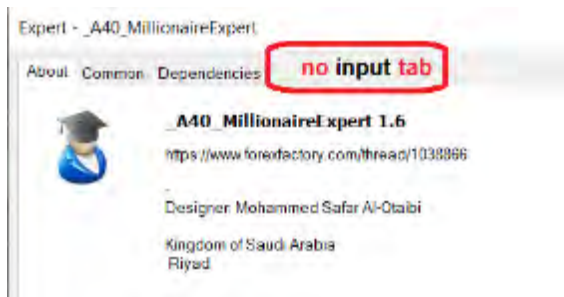 Expert - _A40_MillionaireExpert
About Common Dependencies no input tab
_A40_MillionaireExpert 1.6
https://www.forexfactory.com/thread/1038866
.
Designer: Mohammed Safar Al-Otaibi
Kingdom of Saudi Arabia
Riyad